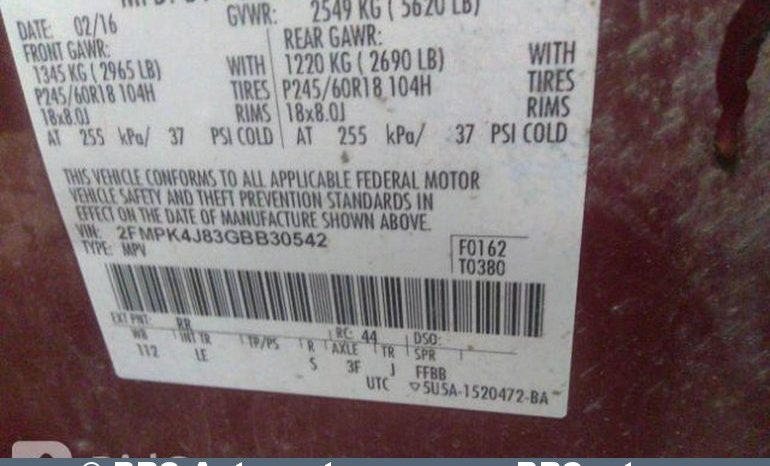 GVWR: 2549 KG ( 5620 LB)
DATE: 02/16
FRONT GAWR: REAR GAWR:
1345 KG ( 2965 LB) WITH 1220 KG ( 2690 LB) WITH
P245/60R18 104H TIRES P245/60R18 104H TIRES
18x8.0J RIMS 18x8.0J RIMS
AT 255 kPa/ 37 PSI COLD AT 255 kPa/ 37 PSI COLD
THIS VEHICLE CONFORMS TO ALL APPLICABLE FEDERAL MOTOR
VEHICLE SAFETY AND THEFT PREVENTION STANDARDS IN
EFFECT ON THE DATE OF MANUFACTURE SHOWN ABOVE.
VIN: 2FMPK4J83GBB30542 F0162
TYPE: MPV T0380
EXT PNT: RR RC: 44 DSO:
WB INT TR TP/PS R AXLE TR SPR
112 LE S 3F J FFBB
UTC ▽5U5A-1520472-BA